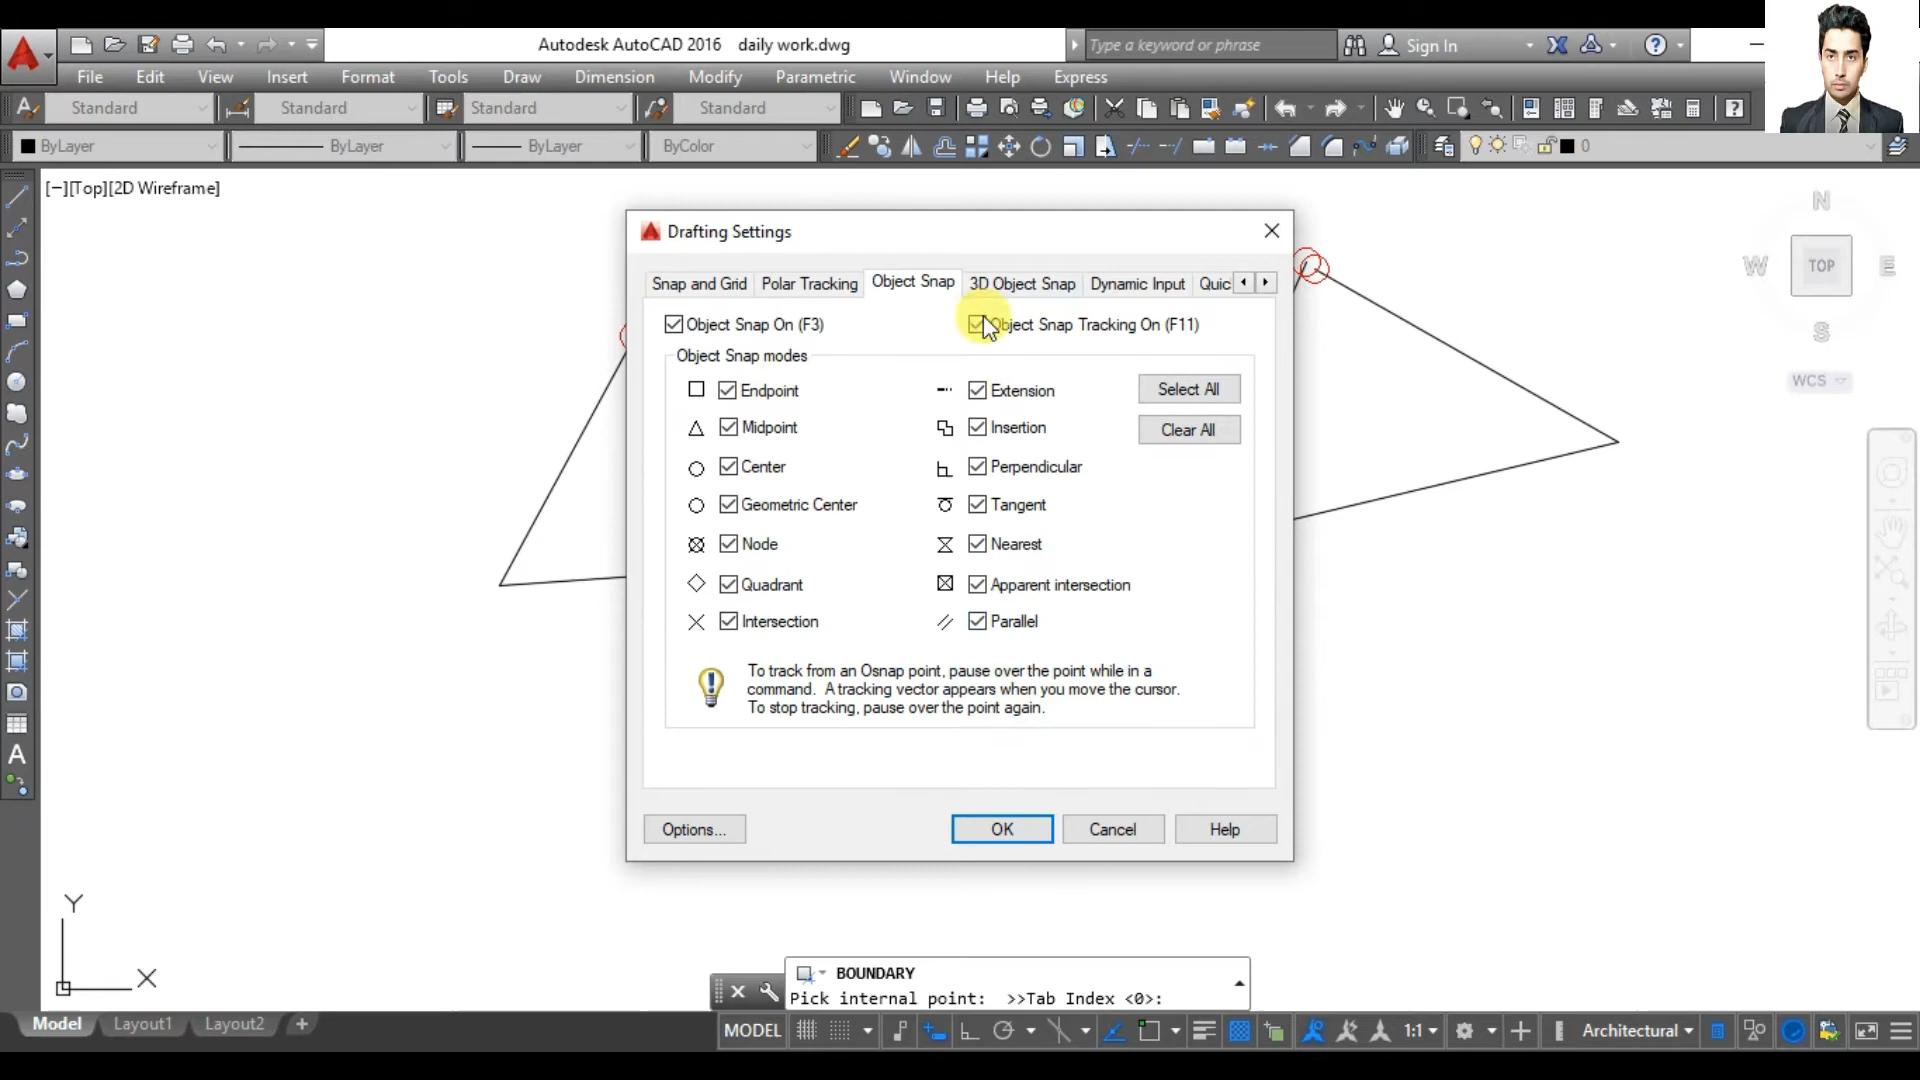 Autodesk AutoCAD 2016 daily work.dwg
Type a keyword or phrase
Sign In
File Edit View Insert Format Tools Draw Dimension Modify Parametric Window Help Express
Standard Standard Standard Standard
ByLayer ByLayer ByLayer ByColor 0
[−][Top][2D Wireframe]
N
W TOP E
S
WCS
Drafting Settings
Snap and Grid Polar Tracking Object Snap 3D Object Snap Dynamic Input Quic
Object Snap On (F3) Object Snap Tracking On (F11)
Object Snap modes
Endpoint Extension Select All
Midpoint Insertion Clear All
Center Perpendicular
Geometric Center Tangent
Node Nearest
Quadrant Apparent intersection
Intersection Parallel
To track from an Osnap point, pause over the point while in a
command. A tracking vector appears when you move the cursor.
To stop tracking, pause over the point again.
Options... OK Cancel Help
Y
X
BOUNDARY
Pick internal point: >>Tab Index <0>:
Model Layout1 Layout2 +
MODEL 1:1 Architectural